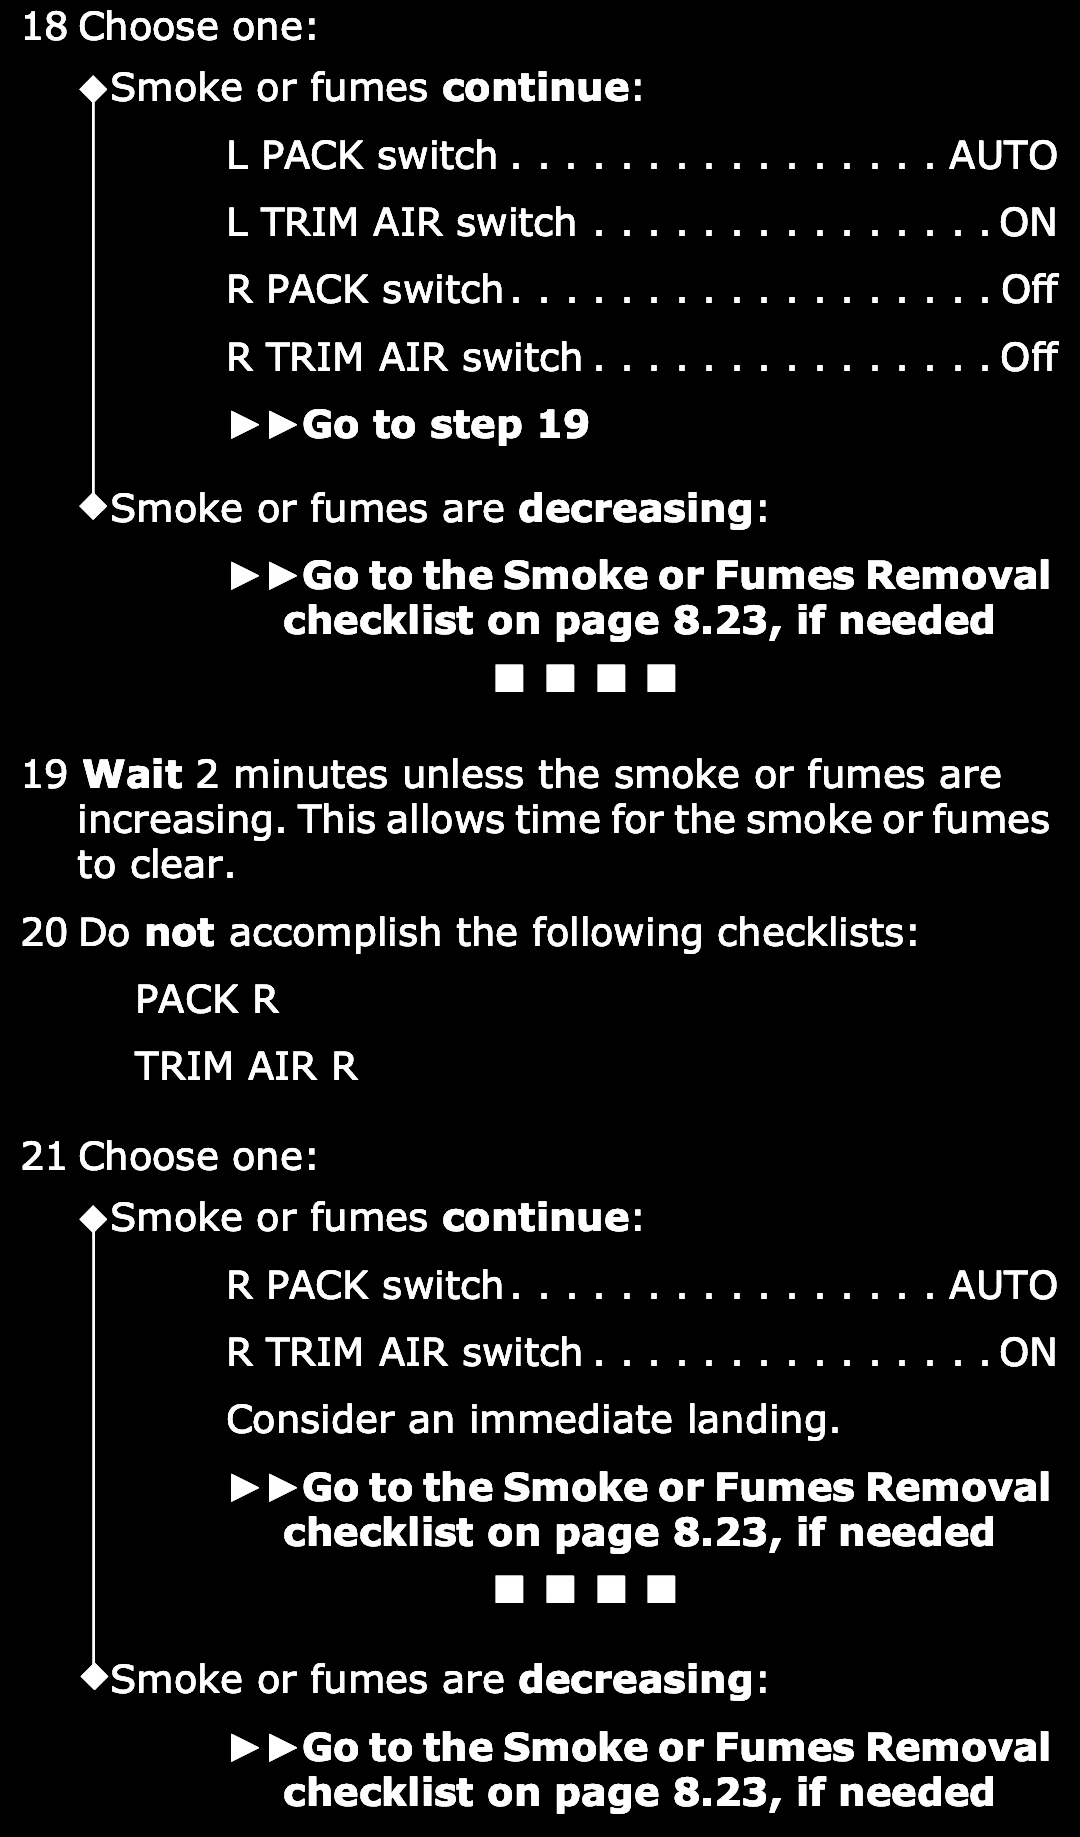 18 Choose one:
◆Smoke or fumes continue:
L PACK switch . . . . . . . . . . . . . . . . AUTO
L TRIM AIR switch . . . . . . . . . . . . . . . ON
R PACK switch. . . . . . . . . . . . . . . . . . Off
R TRIM AIR switch . . . . . . . . . . . . . . . Off
►►Go to step 19
◆Smoke or fumes are decreasing:
►►Go to the Smoke or Fumes Removal
checklist on page 8.23, if needed
■ ■ ■ ■
19 Wait 2 minutes unless the smoke or fumes are
increasing. This allows time for the smoke or fumes
to clear.
20 Do not accomplish the following checklists:
PACK R
TRIM AIR R
21 Choose one:
◆Smoke or fumes continue:
R PACK switch. . . . . . . . . . . . . . . . AUTO
R TRIM AIR switch . . . . . . . . . . . . . . . ON
Consider an immediate landing.
►►Go to the Smoke or Fumes Removal
checklist on page 8.23, if needed
■ ■ ■ ■
◆Smoke or fumes are decreasing:
►►Go to the Smoke or Fumes Removal
checklist on page 8.23, if needed